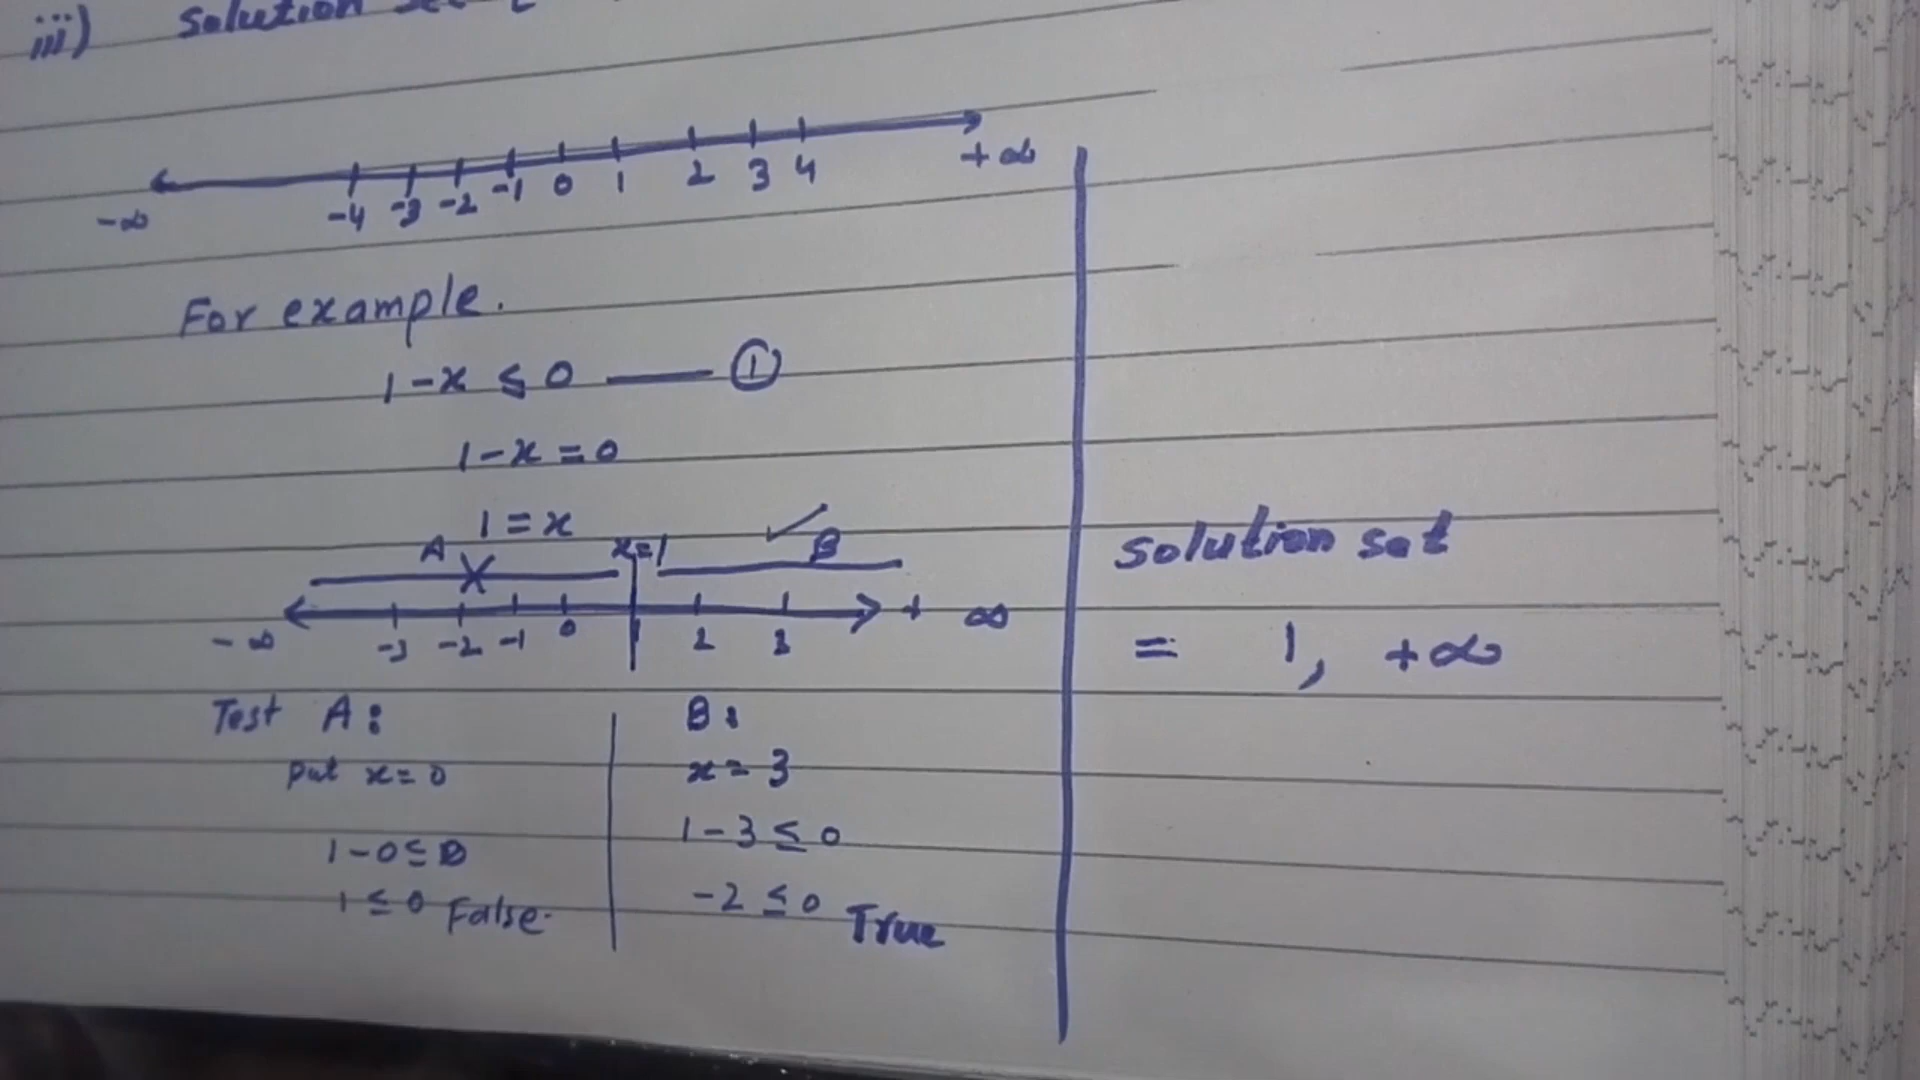 iii) Solution
-∞ -4 -3 -2 -1 0 1 2 3 4 +∞
For example.
1-x ≤ 0 —— ①
1-x = 0
1 = x
A x=1 B
-∞ -3 -2 -1 0 1 2 3 + ∞
Test A:
put x = 0
1-0 ≤ 0
1 ≤ 0 False.
B:
x = 3
1-3 ≤ 0
-2 ≤ 0 True
Solution set
= 1, +∞